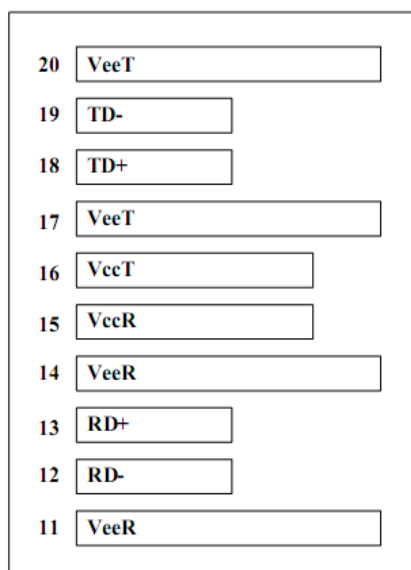 20 VeeT
19 TD-
18 TD+
17 VeeT
16 VccT
15 VccR
14 VeeR
13 RD+
12 RD-
11 VeeR